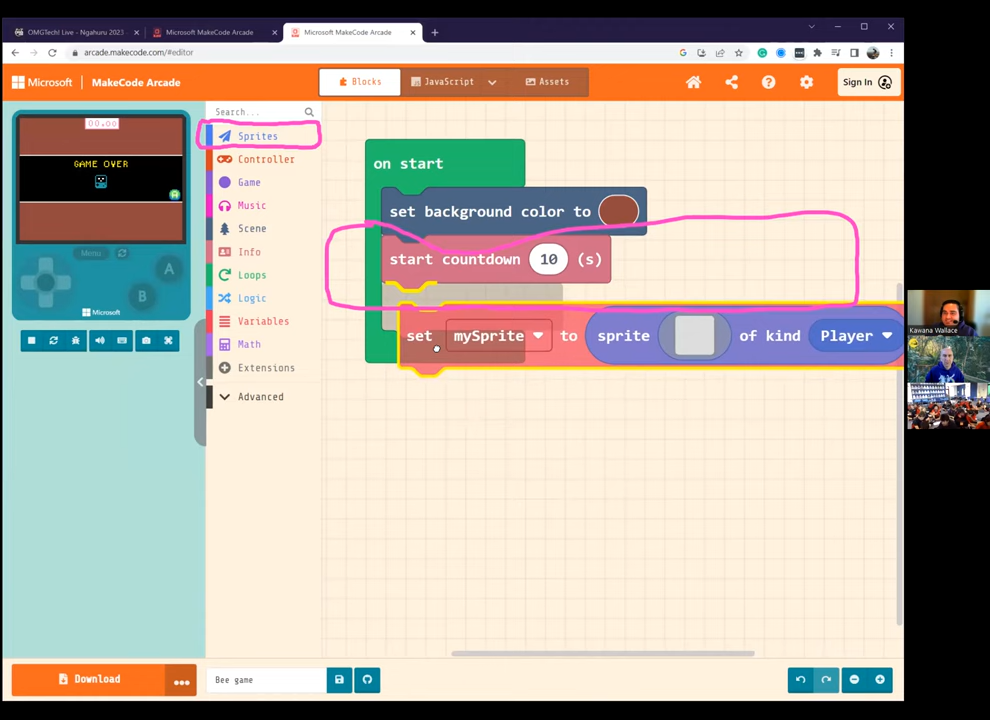 OMGTech! Live - Ngahuru 2023
Microsoft MakeCode Arcade
Microsoft MakeCode Arcade
arcade.makecode.com/#editor
Microsoft
MakeCode Arcade
Blocks
JavaScript
Assets
Sign In
00.00
GAME OVER
Menu
A
B
Microsoft
Search...
Sprites
Controller
Game
Music
Scene
Info
Loops
Logic
Variables
Math
Extensions
Advanced
on start
set background color to
start countdown 10 (s)
set mySprite to sprite of kind Player
Kawana Wallace
Download
Bee game